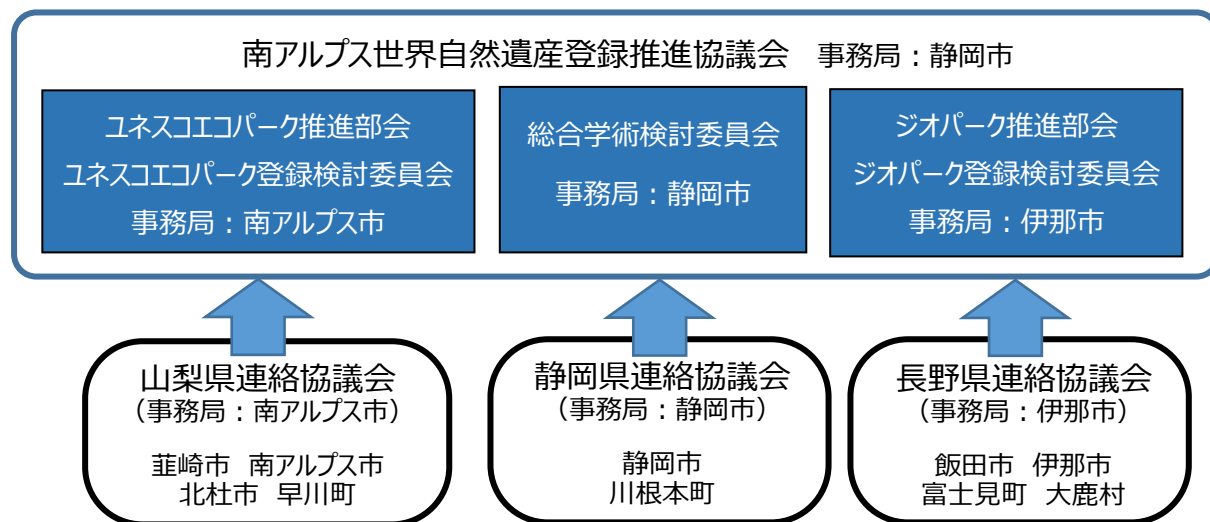 南アルプス世界自然遺産登録推進協議会　事務局：静岡市
ユネスコエコパーク推進部会
ユネスコエコパーク登録検討委員会
事務局：南アルプス市
総合学術検討委員会
事務局：静岡市
ジオパーク推進部会
ジオパーク登録検討委員会
事務局：伊那市
山梨県連絡協議会
（事務局：南アルプス市）
韮崎市　南アルプス市
北杜市　早川町
静岡県連絡協議会
（事務局：静岡市）
静岡市
川根本町
長野県連絡協議会
（事務局：伊那市）
飯田市　伊那市
富士見町　大鹿村